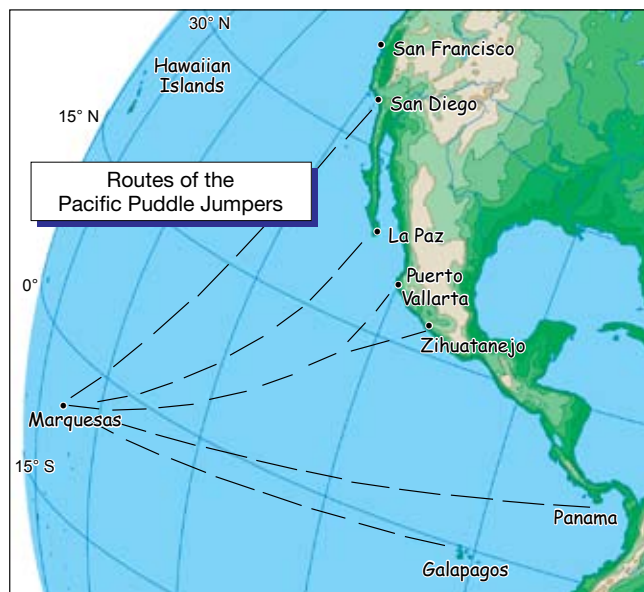 30° N
San Francisco
Hawaiian
Islands
San Diego
15° N
Routes of the
Pacific Puddle Jumpers
La Paz
0°
Puerto
Vallarta
Zihuatanejo
Marquesas
15° S
Panama
Galapagos